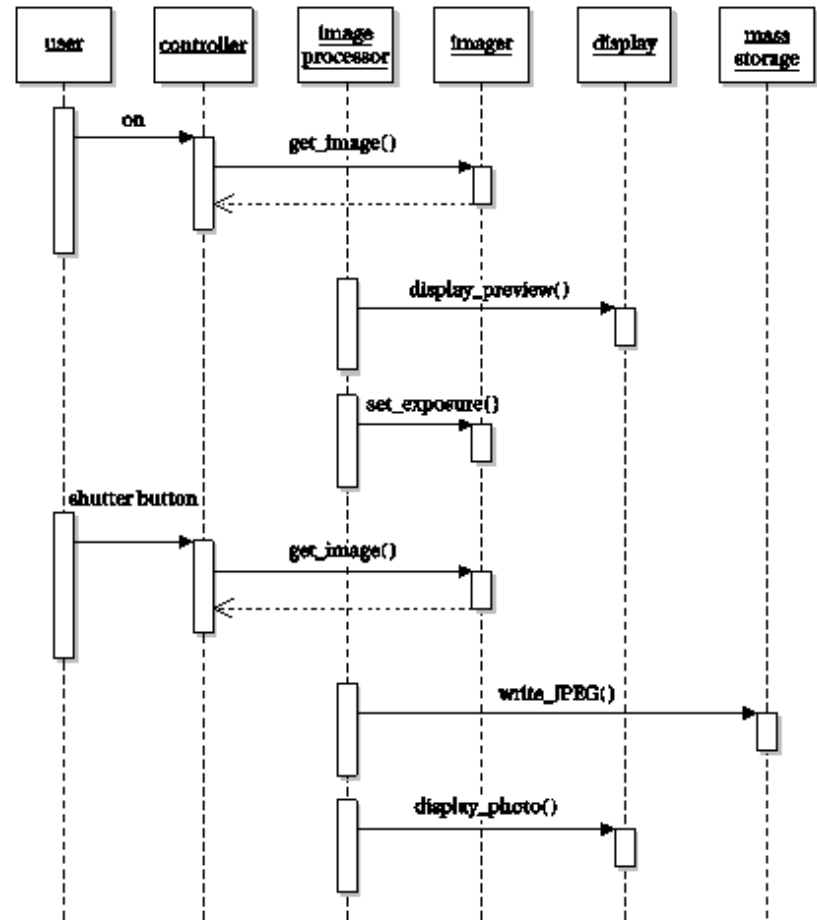 user
controller
image
processor
imager
display
mass
storage
on
get_image()
display_preview()
set_exposure()
shutter button
get_image()
write_JPEG()
display_photo()